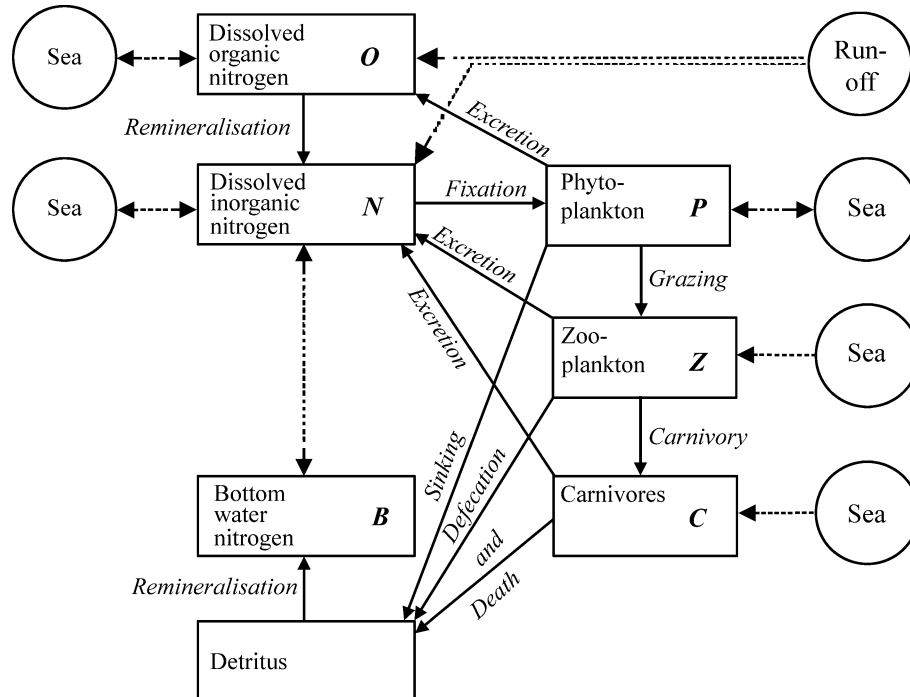 Sea
Dissolved
organic
nitrogen
O
Run-
off
Remineralisation
Excretion
Sea
Dissolved
inorganic
nitrogen
N
Fixation
Phyto-
plankton
P
Sea
Excretion
Grazing
Excretion
Zoo-
plankton
Z
Sea
Carnivory
Sinking
Defecation
and
Death
Bottom
water
nitrogen
B
Carnivores
C
Sea
Remineralisation
Detritus